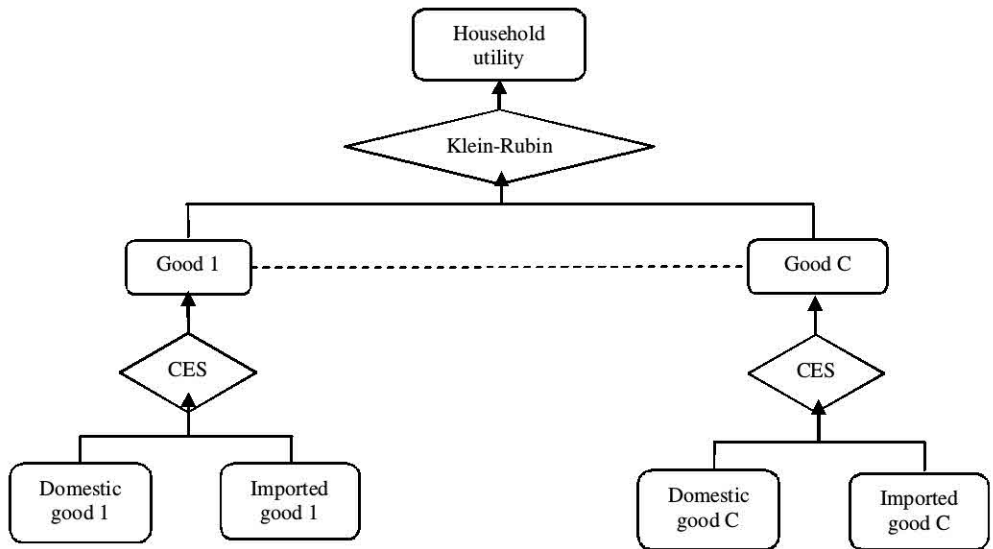 Household
utility
Klein-Rubin
Good 1
Good C
CES
CES
Domestic
good 1
Imported
good 1
Domestic
good C
Imported
good C